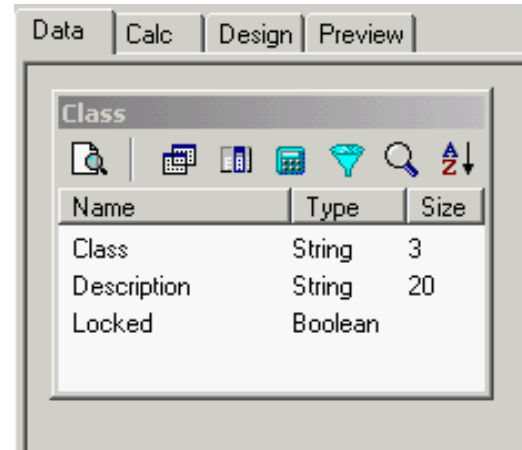 Data Calc Design Preview
Class
Name Type Size
Class String 3
Description String 20
Locked Boolean